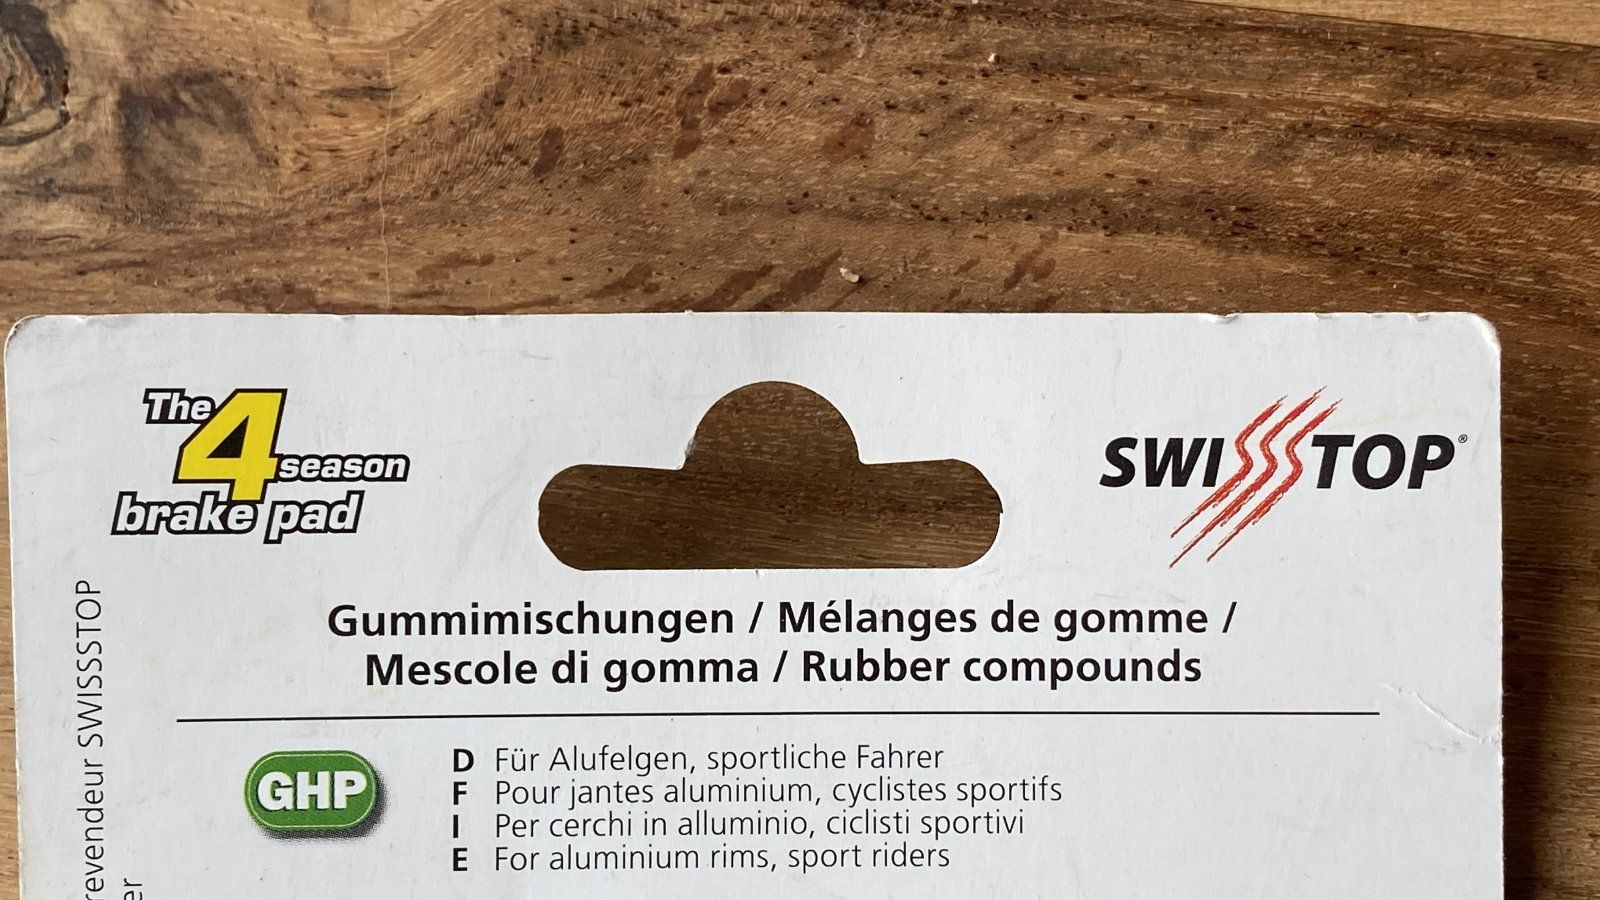 The 4 season
brake pad
SWISSTOP®
Gummimischungen / Mélanges de gomme /
Mescole di gomma / Rubber compounds
GHP
D Für Alufelgen, sportliche Fahrer
F Pour jantes aluminium, cyclistes sportifs
I Per cerchi in alluminio, ciclisti sportivi
E For aluminium rims, sport riders
revendeur SWISSSTOP